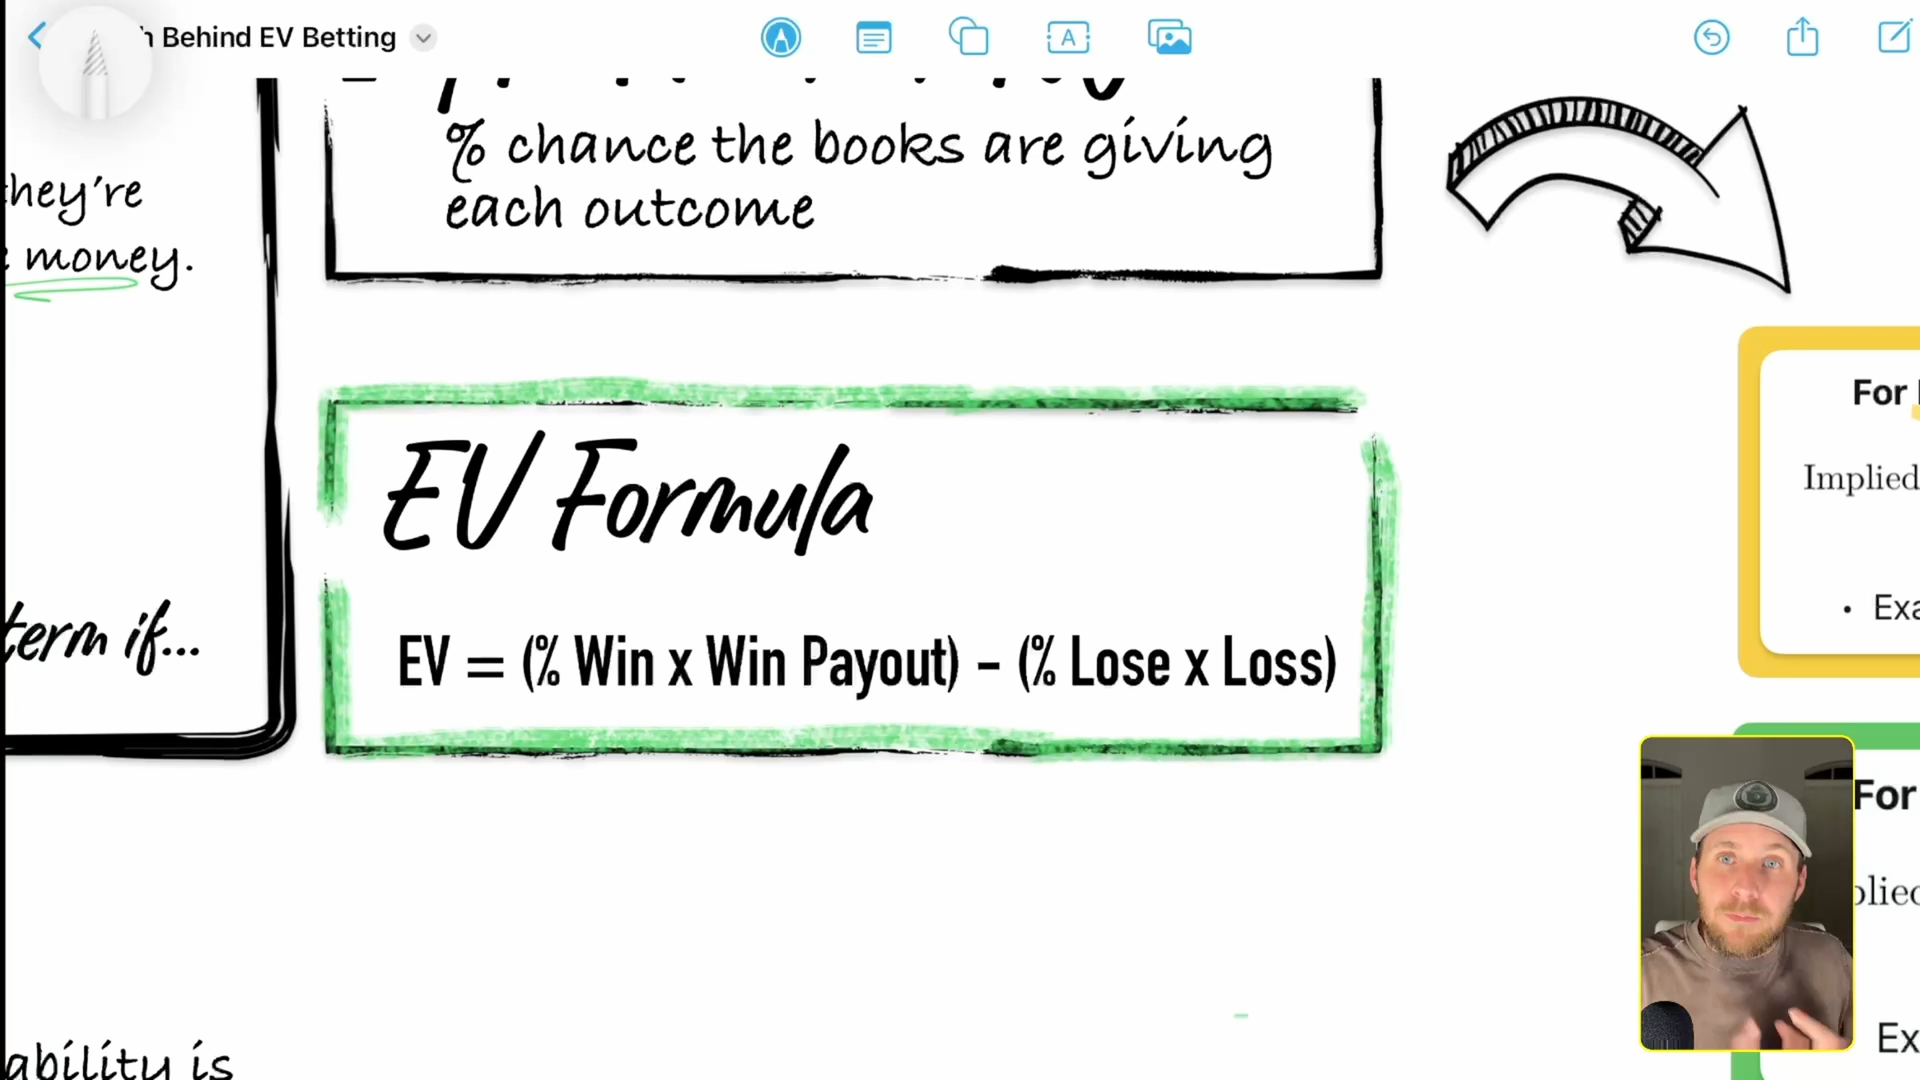 Behind EV Betting
% chance the books are giving
each outcome
they're
money.
term if...
ability is
EV Formula
EV = (% Win x Win Payout) – (% Lose x Loss)
A
For
Implied
• Exa
For
plied
Ex